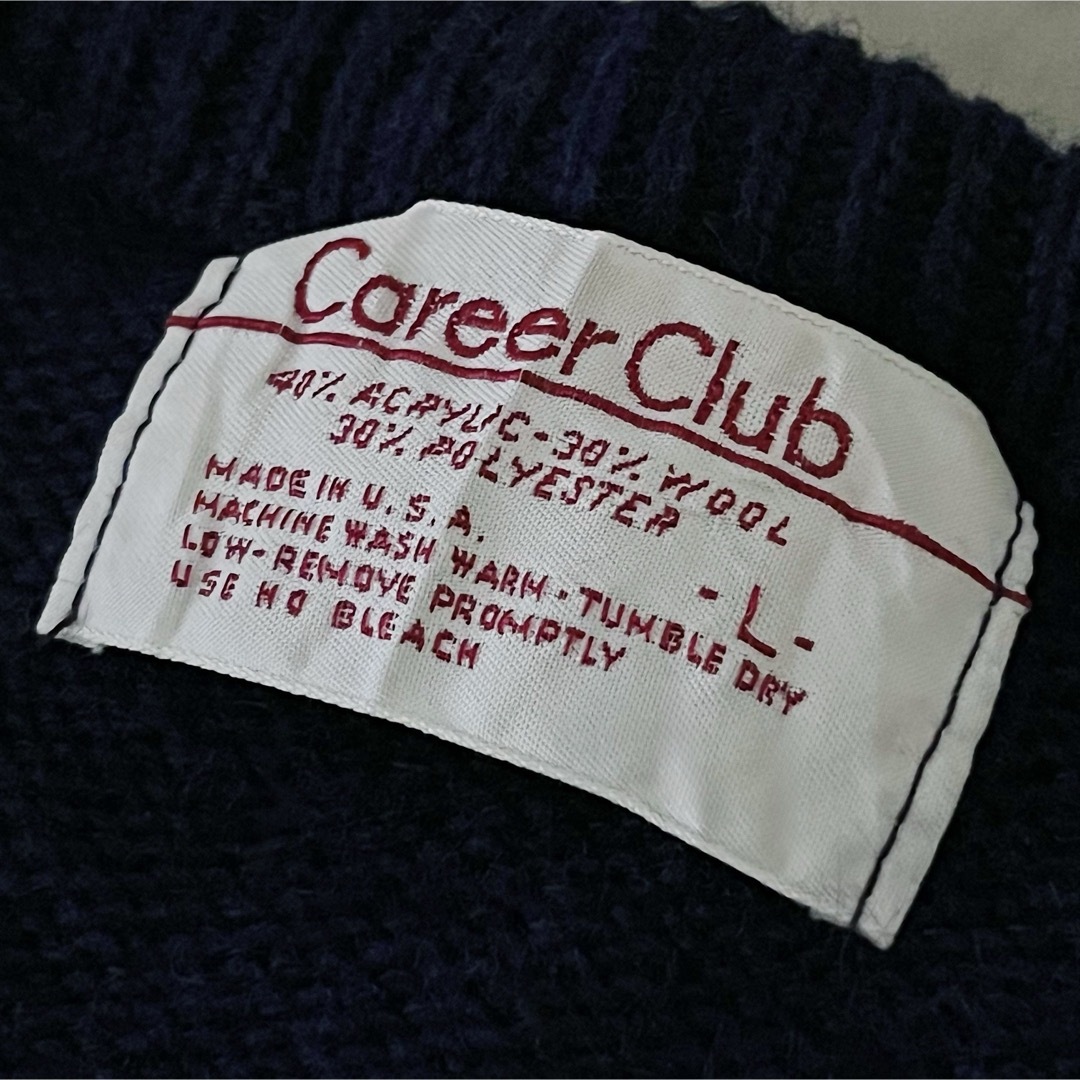 Career Club
40% ACRYLIC - 30% WOOL
30% POLYESTER
MADE IN U.S.A.
- L -
MACHINE WASH WARM - TUMBLE DRY
LOW - REMOVE PROMPTLY
USE NO BLEACH